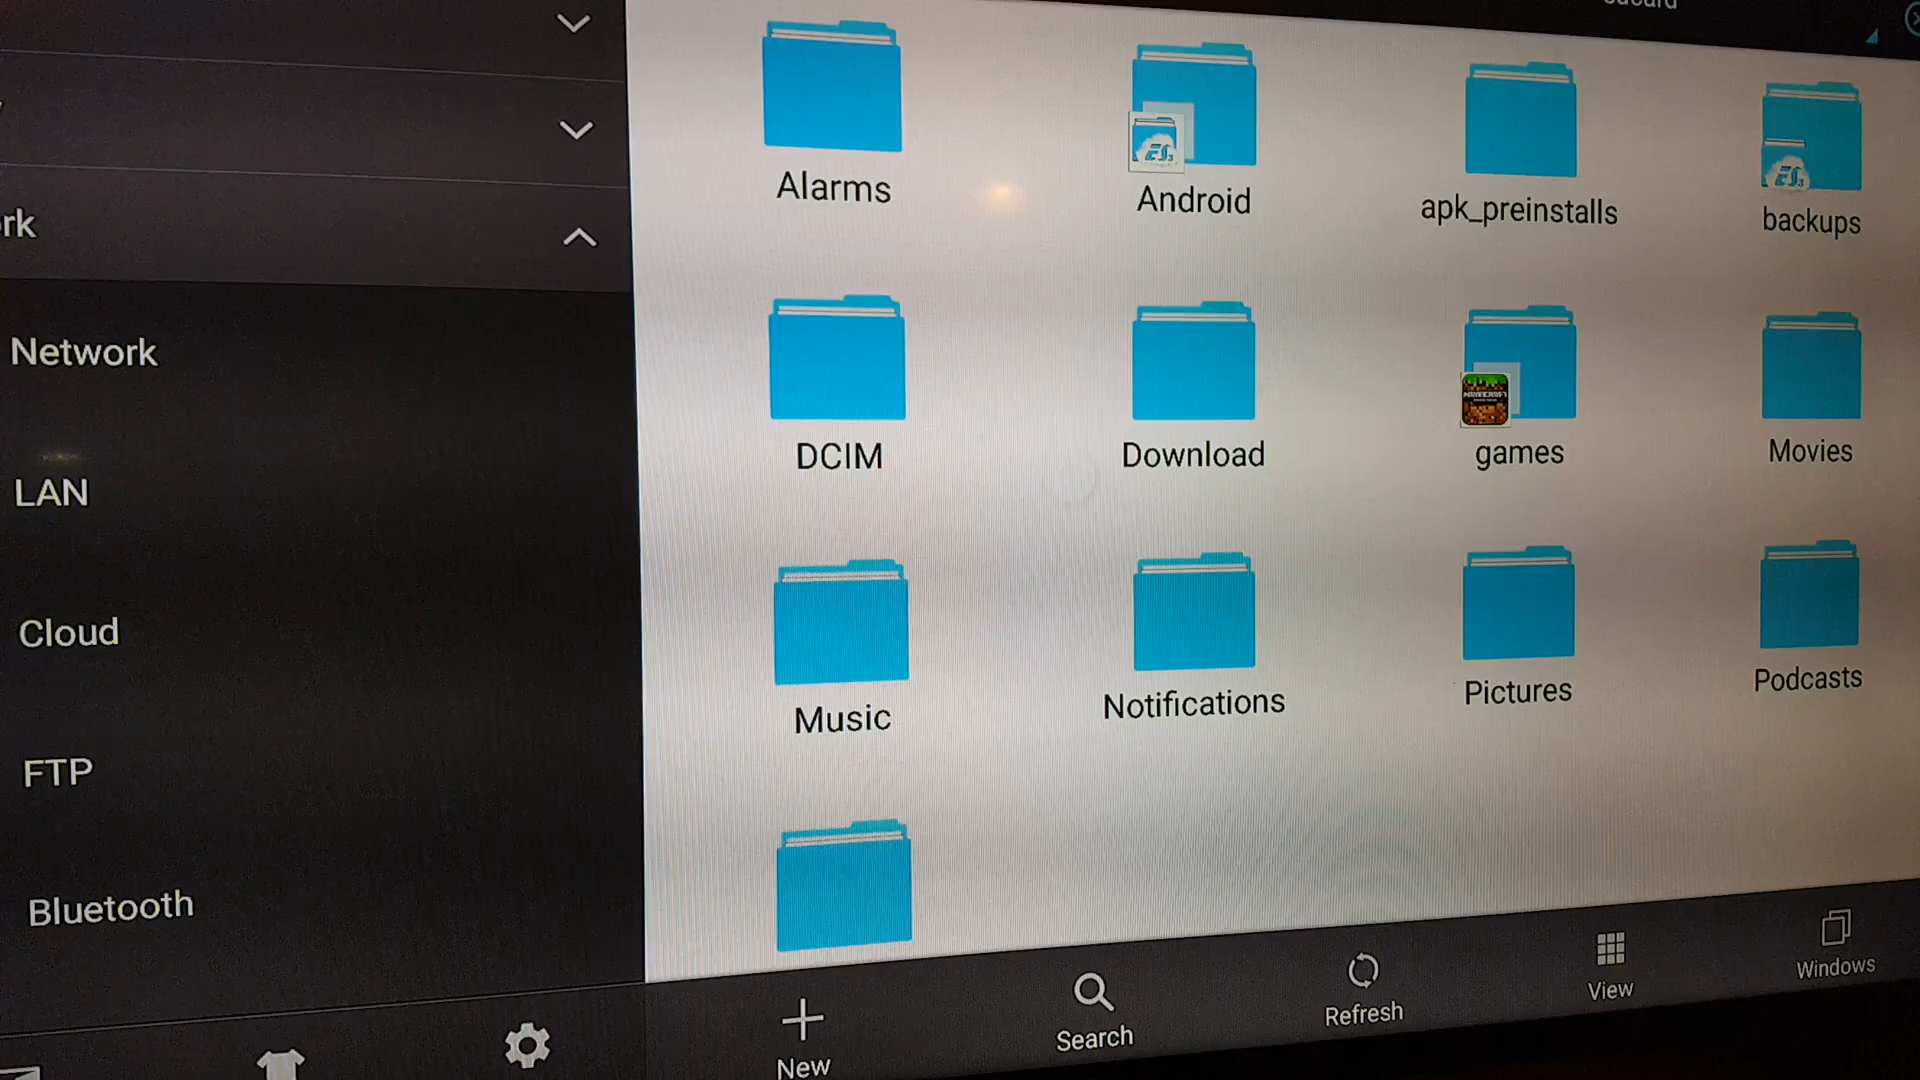 rk
Network
LAN
Cloud
FTP
Bluetooth
Alarms
Android
apk_preinstalls
backups
DCIM
Download
games
Movies
Music
Notifications
Pictures
Podcasts
New
Search
Refresh
View
Windows